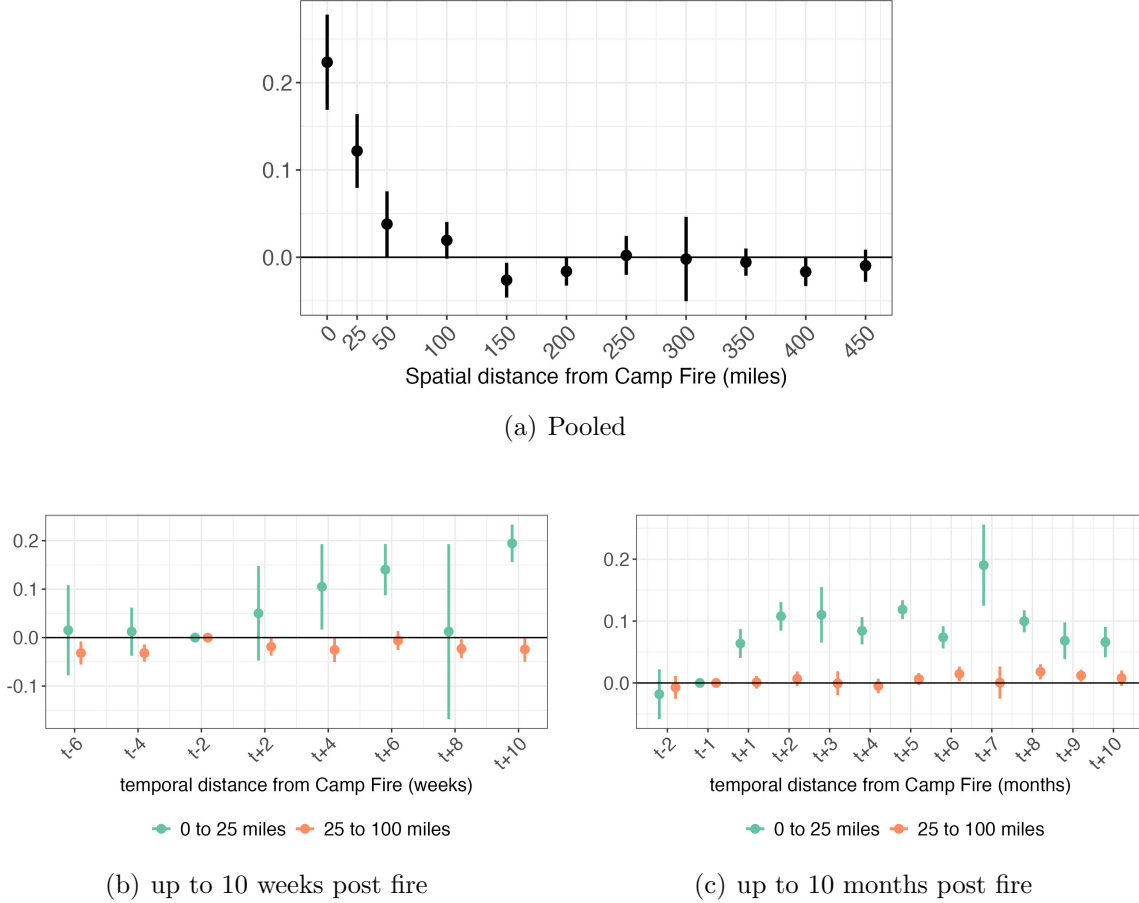 0.2
0.1
0.0
0 25 50 100 150 200 250 300 350 400 450
Spatial distance from Camp Fire (miles)
(a) Pooled
0.2
0.1
0.0
-0.1
t-6 t-4 t-2 t+2 t+4 t+6 t+8 t+10
temporal distance from Camp Fire (weeks)
0 to 25 miles 25 to 100 miles
(b) up to 10 weeks post fire
0.2
0.1
0.0
t-2 t-1 t+1 t+2 t+3 t+4 t+5 t+6 t+7 t+8 t+9 t+10
temporal distance from Camp Fire (months)
0 to 25 miles 25 to 100 miles
(c) up to 10 months post fire